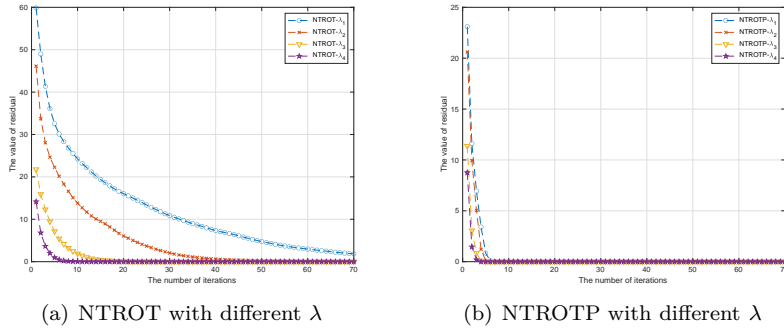 60
50
40
30
20
10
0
0 10 20 30 40 50 60 70
The value of residual
The number of iterations
NTROT-λ₁
NTROT-λ₂
NTROT-λ₃
NTROT-λ₄
(a) NTROT with different λ
25
20
15
10
5
0
0 10 20 30 40 50 60 70
The value of residual
The number of iterations
NTROTP-λ₁
NTROTP-λ₂
NTROTP-λ₃
NTROTP-λ₄
(b) NTROTP with different λ